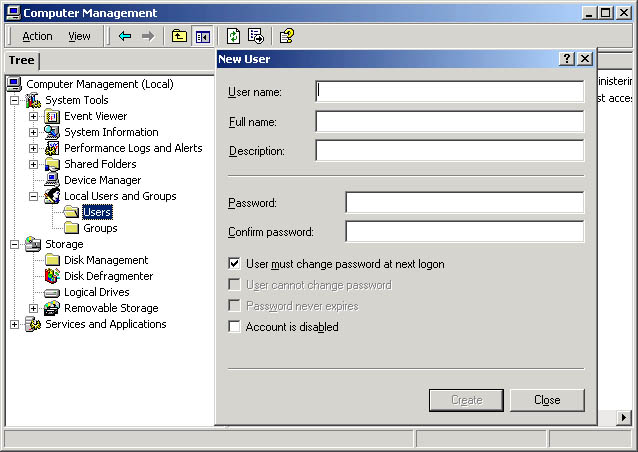 Computer Management
Action View
Tree
Computer Management (Local)
System Tools
Event Viewer
System Information
Performance Logs and Alerts
Shared Folders
Device Manager
Local Users and Groups
Users
Groups
Storage
Disk Management
Disk Defragmenter
Logical Drives
Removable Storage
Services and Applications
New User
User name:
Full name:
Description:
Password:
Confirm password:
User must change password at next logon
User cannot change password
Password never expires
Account is disabled
Create Close